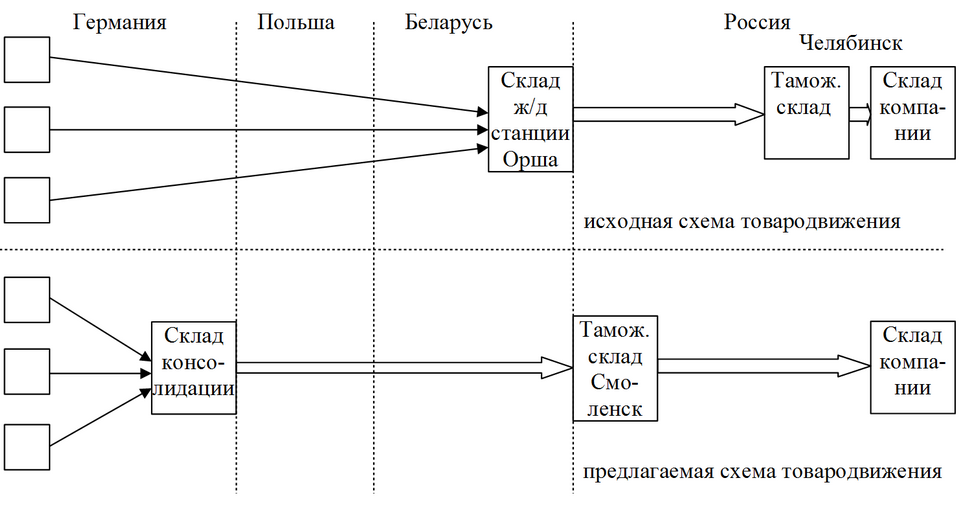 Германия
Польша
Беларусь
Россия
Челябинск
Склад
ж/д
станции
Орша
Тамож.
склад
Склад
компа-
нии
исходная схема товародвижения
Склад
консо-
лидации
Тамож.
склад
Смо-
ленск
Склад
компа-
нии
предлагаемая схема товародвижения